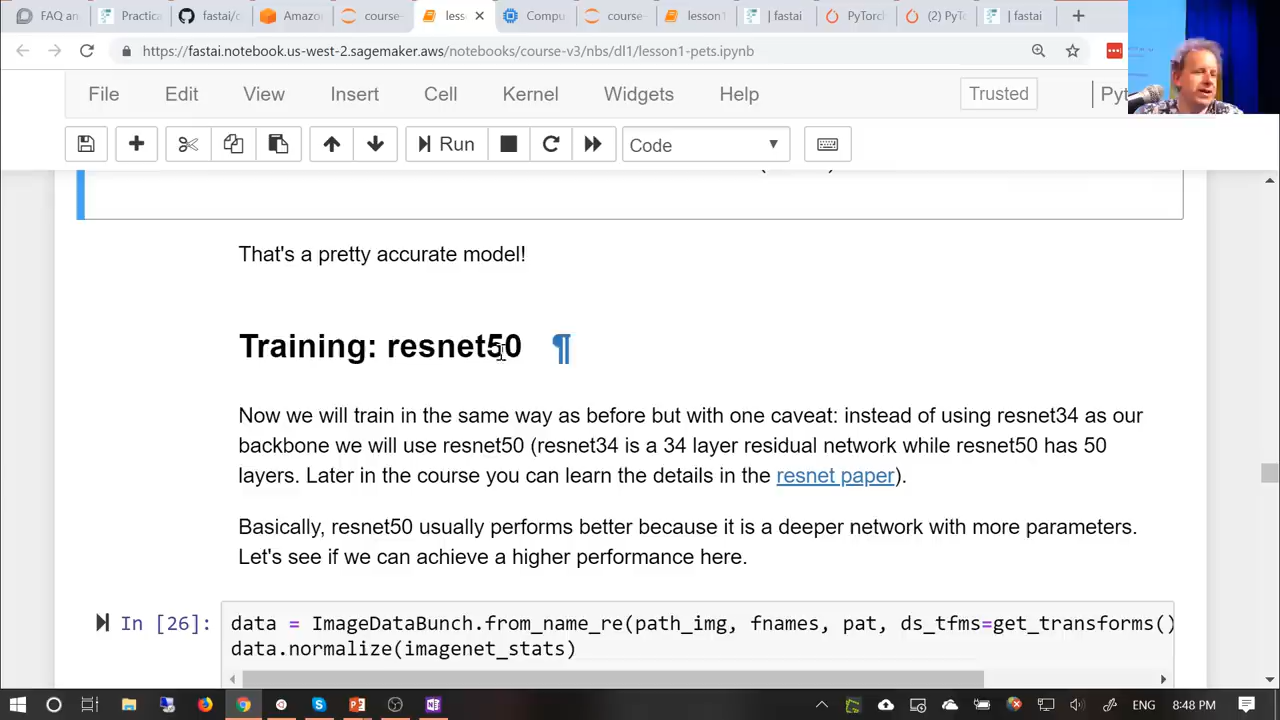 FAQ an
Practica
fastai/c
Amazo
course-
less
Compu
course
lesson1
| fastai
PyTorcl
(2) PyT
| fastai
https://fastai.notebook.us-west-2.sagemaker.aws/notebooks/course-v3/nbs/dl1/lesson1-pets.ipynb
File Edit View Insert Cell Kernel Widgets Help Trusted Pyt
Run Code
That's a pretty accurate model!
Training: resnet50 ¶
Now we will train in the same way as before but with one caveat: instead of using resnet34 as our
backbone we will use resnet50 (resnet34 is a 34 layer residual network while resnet50 has 50
layers. Later in the course you can learn the details in the resnet paper).
Basically, resnet50 usually performs better because it is a deeper network with more parameters.
Let's see if we can achieve a higher performance here.
In [26]: data = ImageDataBunch.from_name_re(path_img, fnames, pat, ds_tfms=get_transforms()
data.normalize(imagenet_stats)
ENG 8:48 PM